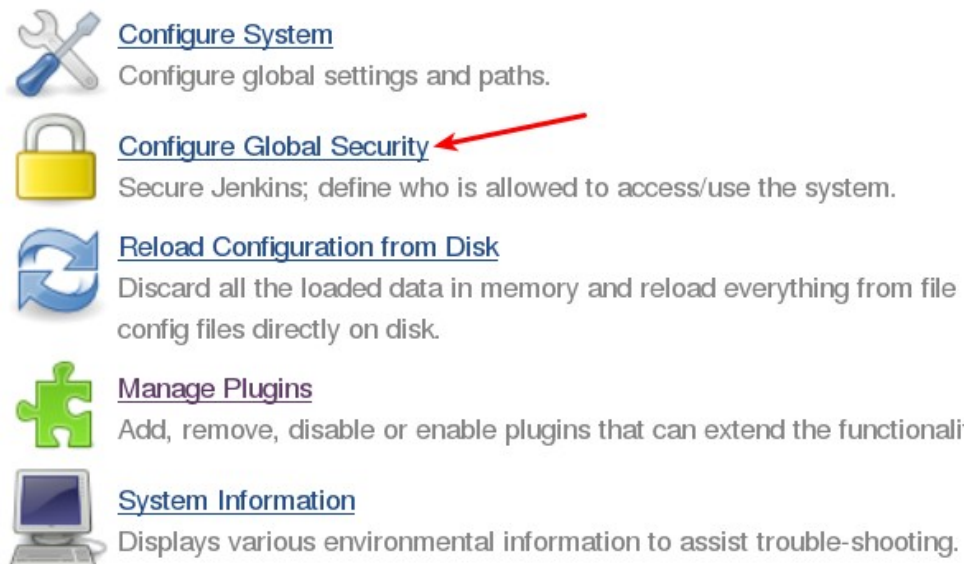 Configure System
Configure global settings and paths.
Configure Global Security
Secure Jenkins; define who is allowed to access/use the system.
Reload Configuration from Disk
Discard all the loaded data in memory and reload everything from file
config files directly on disk.
Manage Plugins
Add, remove, disable or enable plugins that can extend the
System Information
Displays various environmental information to assist trouble-shooting.